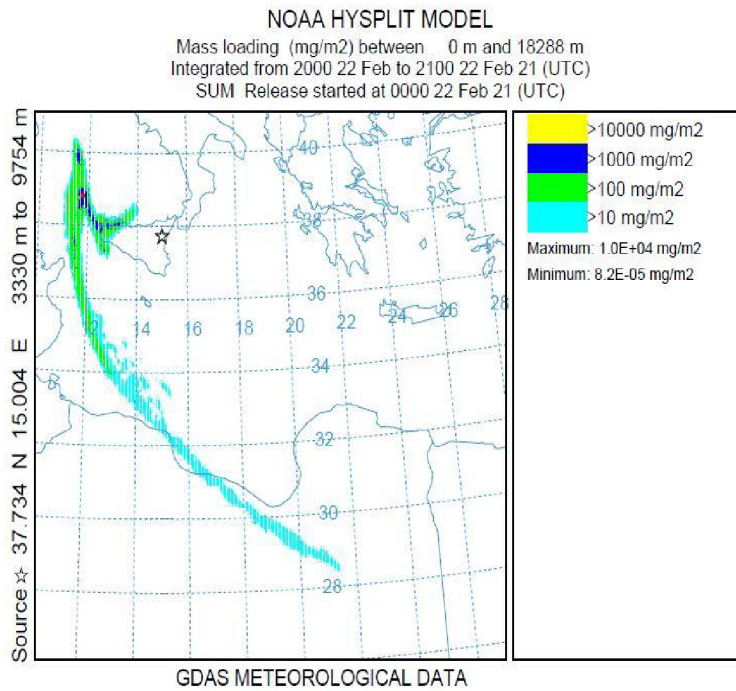 NOAA HYSPLIT MODEL
Mass loading (mg/m2) between 0 m and 18288 m
Integrated from 2000 22 Feb to 2100 22 Feb 21 (UTC)
SUM Release started at 0000 22 Feb 21 (UTC)
Source ☆ 37.734 N 15.004 E 3330 m to 9754 m
40
38
36
12 14 16 18 20 22 24 26 28
34
32
30
28
>10000 mg/m2
>1000 mg/m2
>100 mg/m2
>10 mg/m2
Maximum: 1.0E+04 mg/m2
Minimum: 8.2E-05 mg/m2
GDAS METEOROLOGICAL DATA